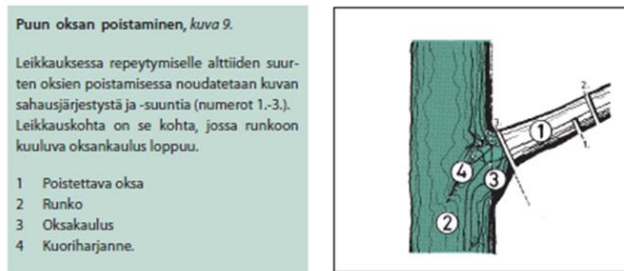 Puun oksan poistaminen, kuva 9.
Leikkauksessa repeytymiselle alttiiden suur-
ten oksien poistamisessa noudatetaan kuvan
sahausjärjestystä ja -suuntia (numerot 1.-3.).
Leikkauskohta on se kohta, jossa runkoon
kuuluva oksankaulus loppuu.
1 Poistettava oksa
2 Runko
3 Oksakaulus
4 Kuoriharjanne.
2.
3.
1
1.
4
3
2